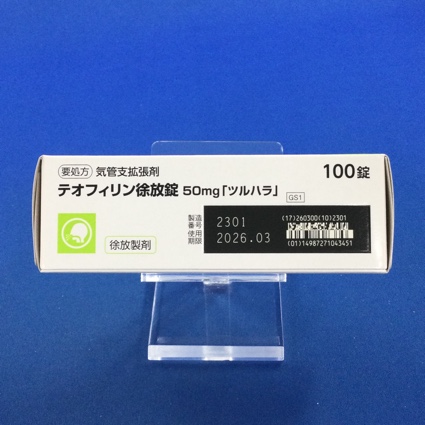 要処方 気管支拡張剤
100錠
テオフィリン徐放錠 50mg「ツルハラ」
GS1
徐放製剤
製造番号 2301
使用期限 2026.03
(17)260300(10)2301
(01)14987271043451